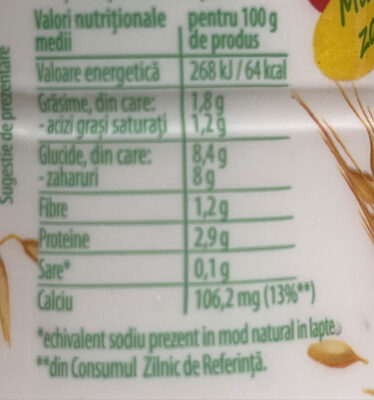 Valori nutriționale pentru 100 g
medii de produs
Valoare energetică 268 kJ / 64 kcal
Grăsime, din care: 1,8 g
-acizi grași saturați 1,2 g
Glucide, din care: 8,4 g
-zaharuri 8 g
Fibre 1,2 g
Proteine 2,9 g
Sare* 0,1 g
Calciu 106,2 mg (13%**)
*echivalent sodiu prezent in mod natural in lapte.
**din Consumul Zilnic de Referință.
Sugestie de prezentare